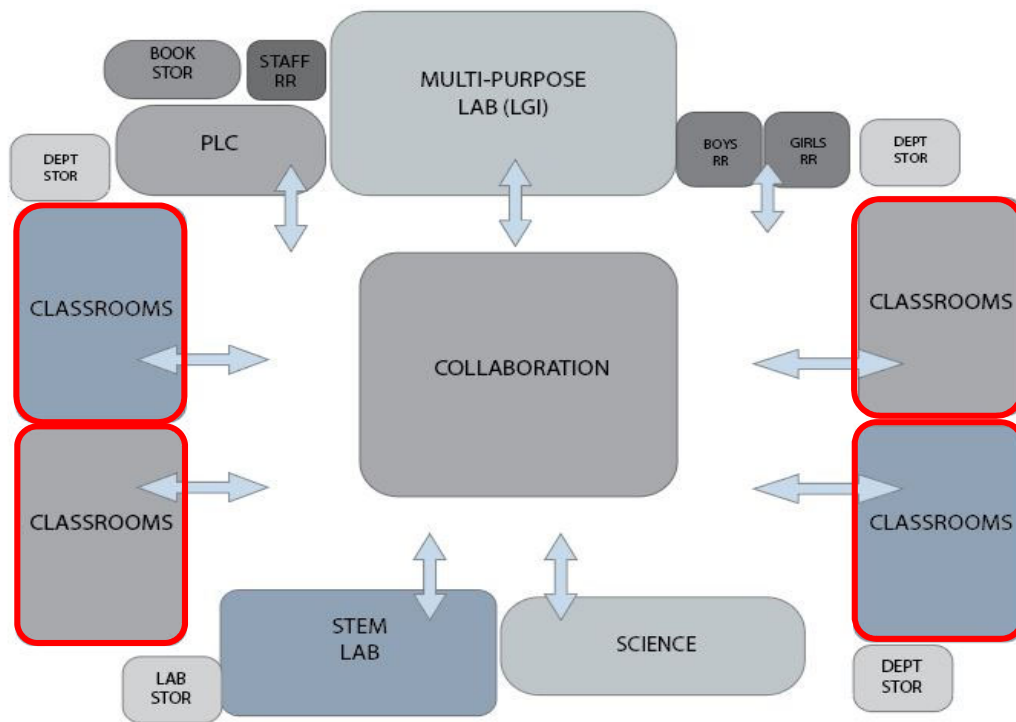 BOOK
STOR
STAFF
RR
MULTI-PURPOSE
LAB (LGI)
PLC
BOYS
RR
GIRLS
RR
DEPT
STOR
DEPT
STOR
CLASSROOMS
CLASSROOMS
COLLABORATION
CLASSROOMS
CLASSROOMS
STEM
LAB
SCIENCE
LAB
STOR
DEPT
STOR